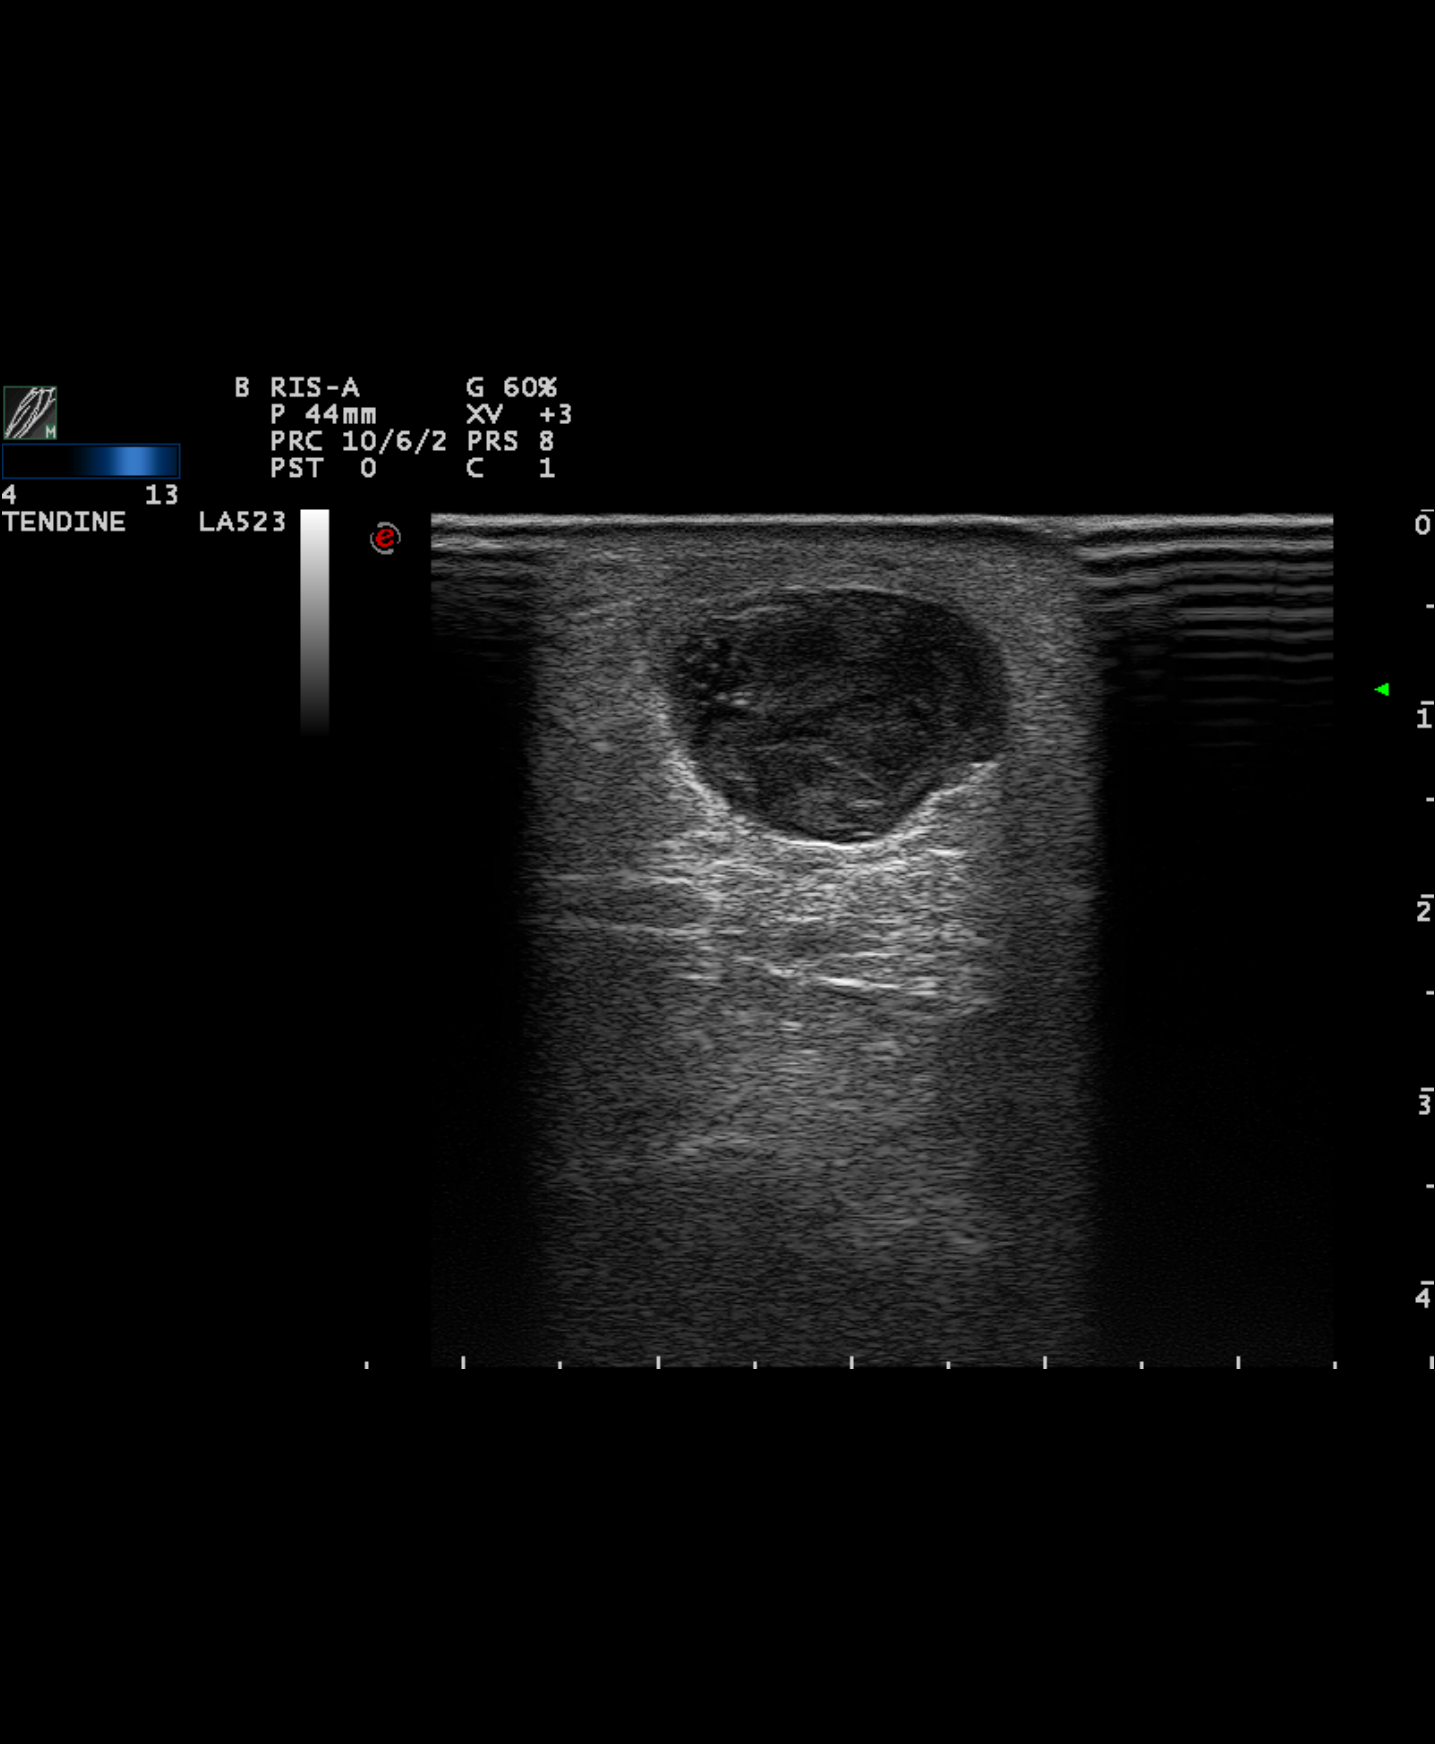 B RIS-A G 60%
P 44mm XV +3
PRC 10/6/2 PRS 8
PST 0 C 1
M
4 13
TENDINE LA523
e
0
1
2
3
4